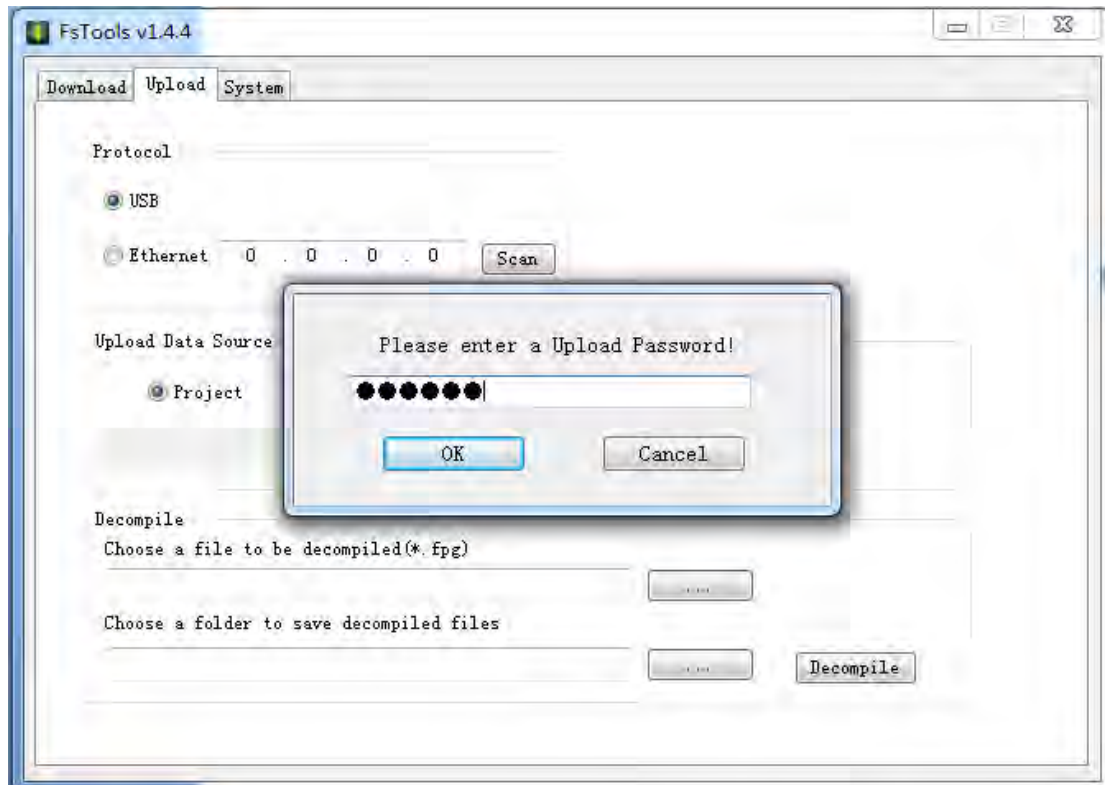 FsTools v1.4.4
Download Upload System
Protocol
USB
Ethernet 0 . 0 . 0 . 0 Scan
Upload Data Source
Please enter a Upload Password!
Project
●●●●●●
OK Cancel
Decompile
Choose a file to be decompiled(*.fpg)
......
Choose a folder to save decompiled files
...... Decompile